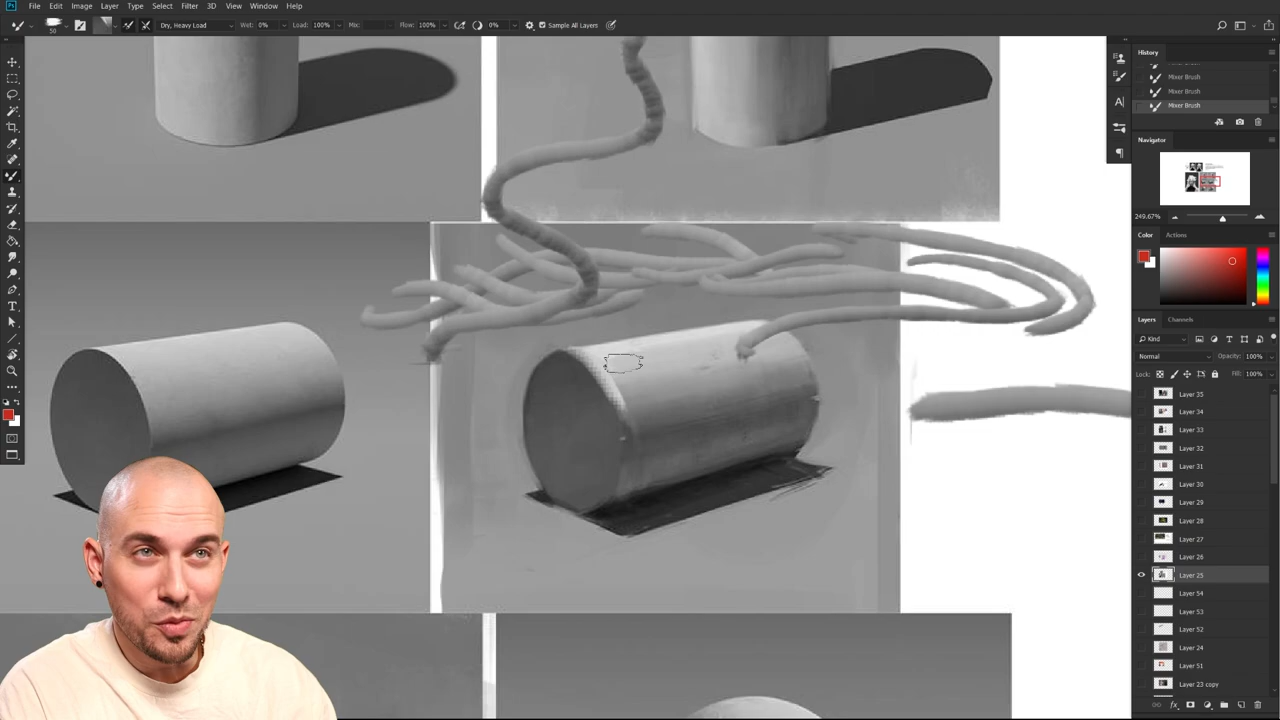 Ps File Edit Image Layer Type Select Filter 3D View Window Help
50 Dry, Heavy Load Wet: 0% Load: 100% Mix: Flow: 100% 0% Sample All Layers
History
Mixer Brush
Mixer Brush
Mixer Brush
Navigator
249.67%
Color Actions
Layers Channels
Kind
Normal Opacity: 100%
Lock: Fill: 100%
Layer 35
Layer 34
Layer 33
Layer 32
Layer 31
Layer 30
Layer 29
Layer 28
Layer 27
Layer 26
Layer 25
Layer 54
Layer 53
Layer 52
Layer 24
Layer 51
Layer 23 copy
fx